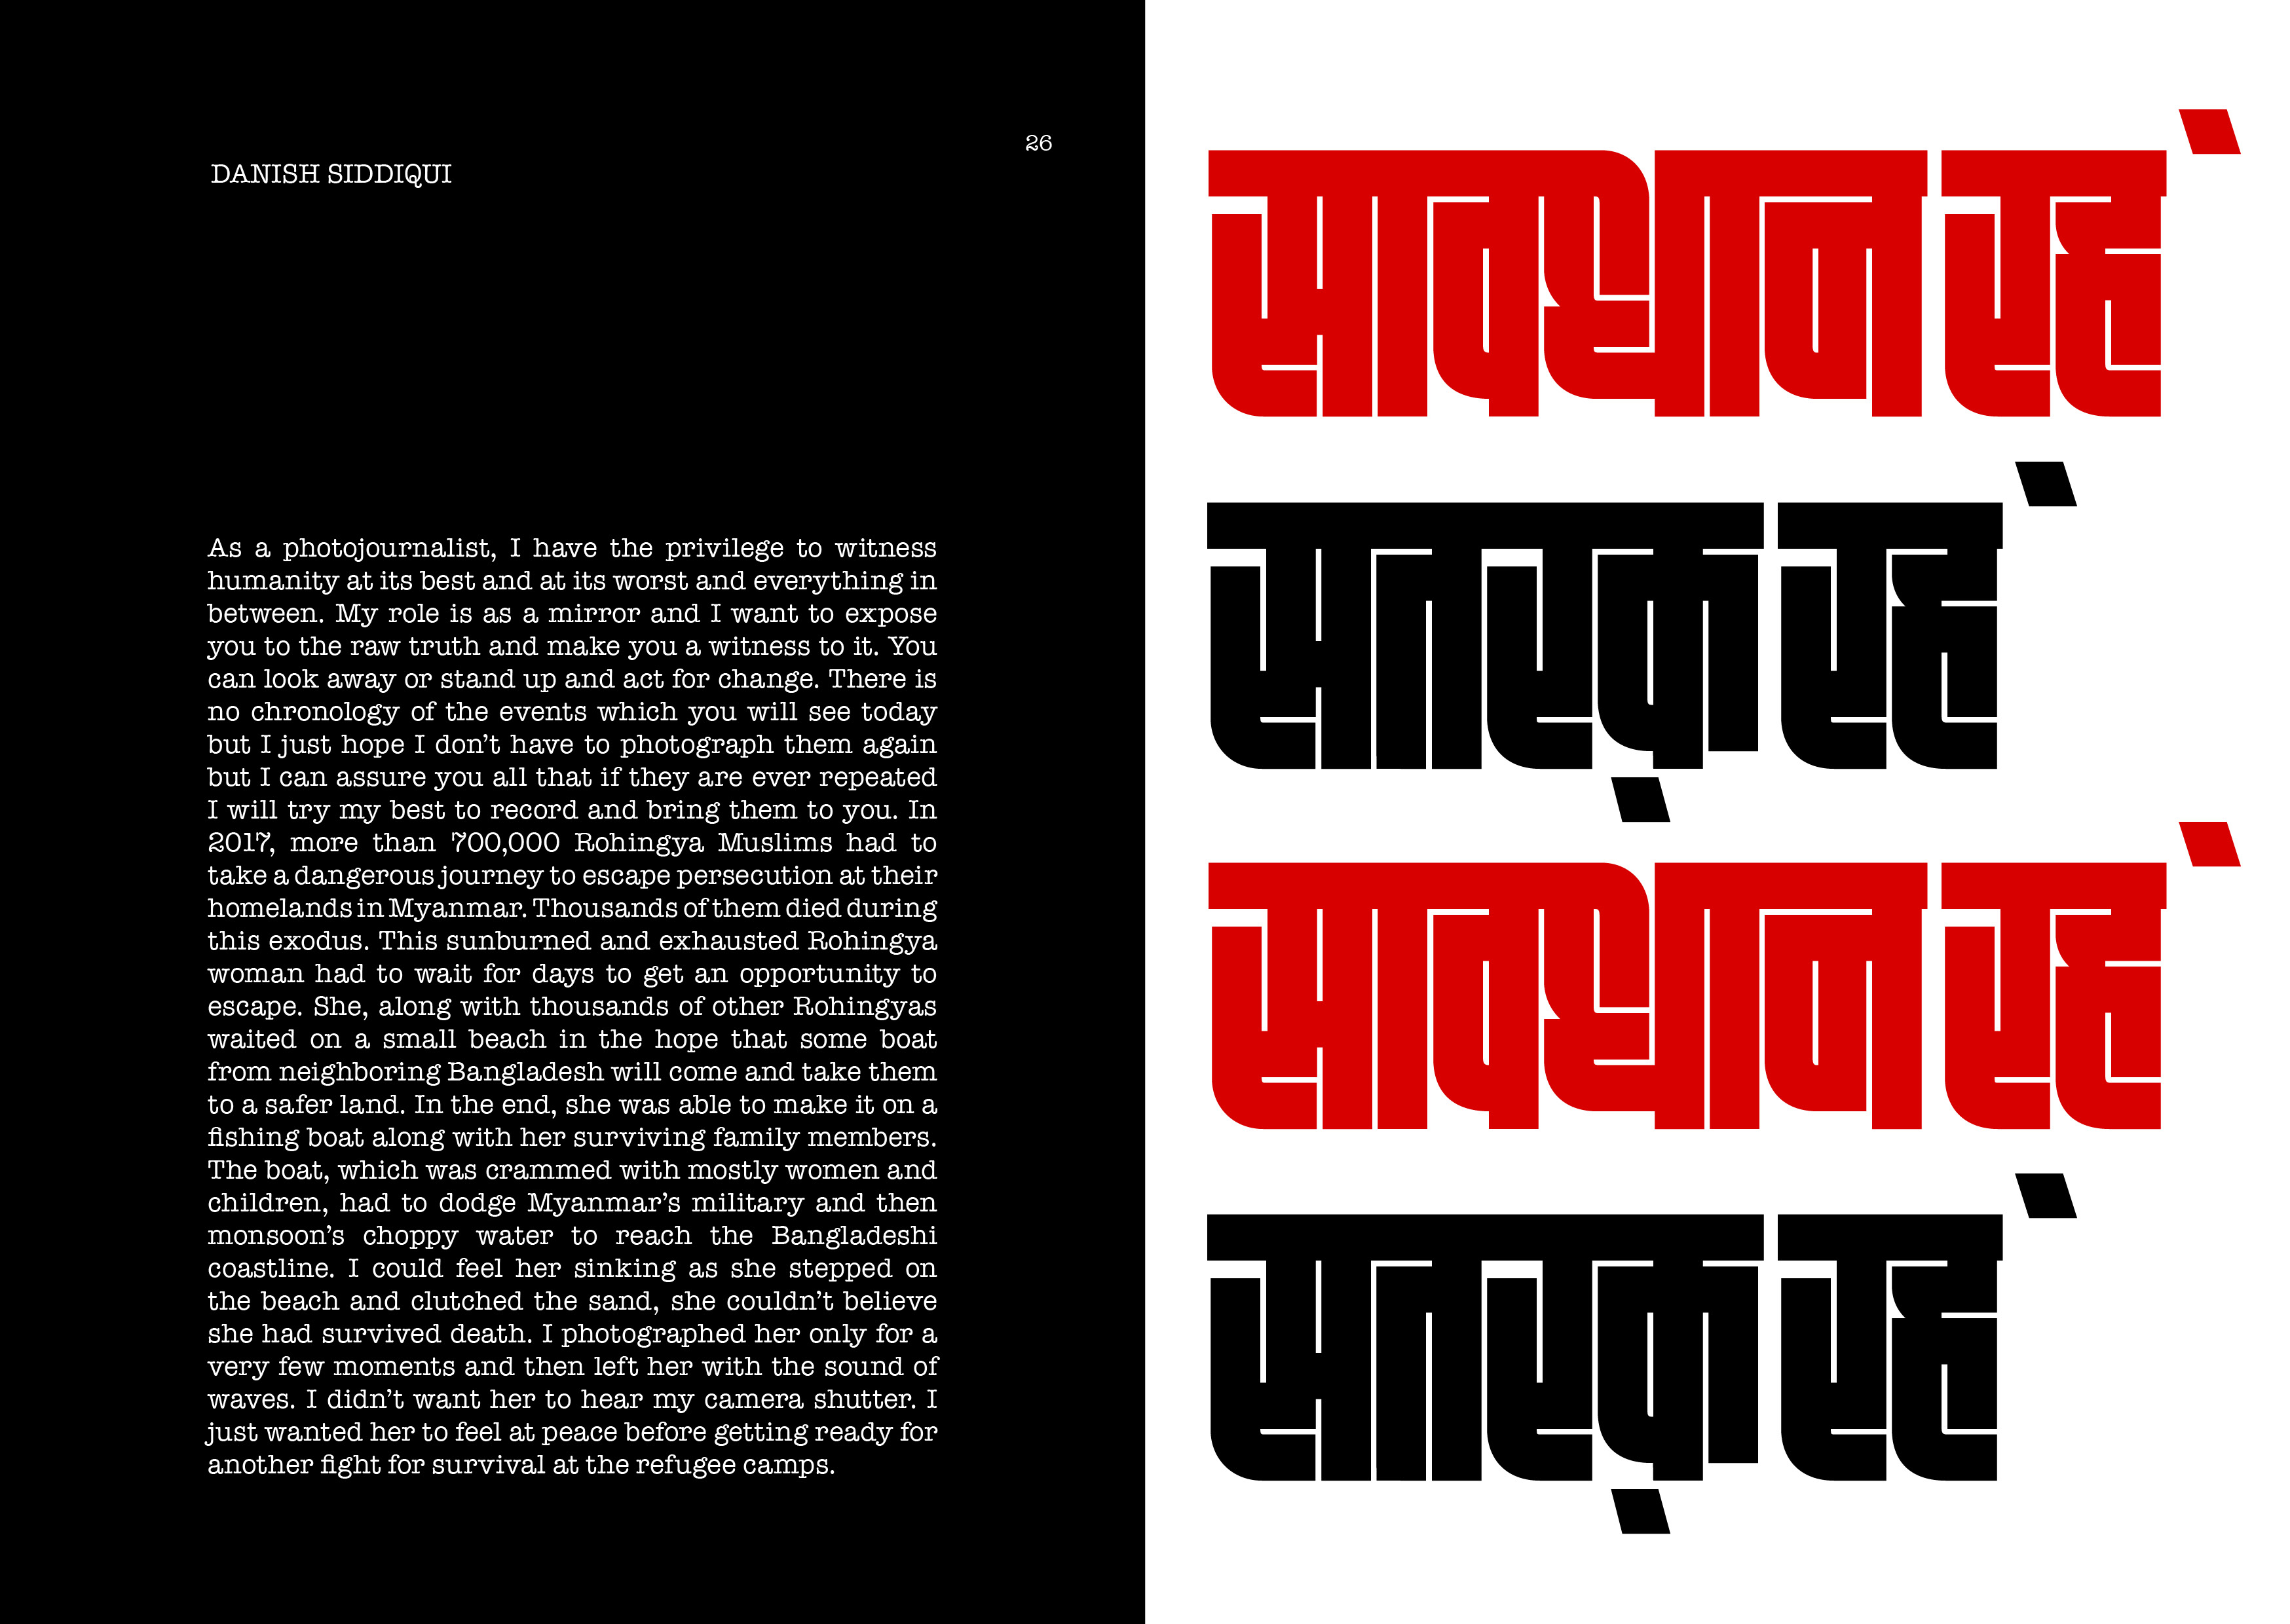 26
DANISH SIDDIQUI
As a photojournalist, I have the privilege to witness
humanity at its best and at its worst and everything in
between. My role is as a mirror and I want to expose
you to the raw truth and make you a witness to it. You
can look away or stand up and act for change. There is
no chronology of the events which you will see today
but I just hope I don’t have to photograph them again
but I can assure you all that if they are ever repeated
I will try my best to record and bring them to you. In
2017, more than 700,000 Rohingya Muslims had to
take a dangerous journey to escape persecution at their
homelands in Myanmar. Thousands of them died during
this exodus. This sunburned and exhausted Rohingya
woman had to wait for days to get an opportunity to
escape. She, along with thousands of other Rohingyas
waited on a small beach in the hope that some boat
from neighboring Bangladesh will come and take them
to a safer land. In the end, she was able to make it on a
fishing boat along with her surviving family members.
The boat, which was crammed with mostly women and
children, had to dodge Myanmar’s military and then
monsoon’s choppy water to reach the Bangladeshi
coastline. I could feel her sinking as she stepped on
the beach and clutched the sand, she couldn’t believe
she had survived death. I photographed her only for a
very few moments and then left her with the sound of
waves. I didn’t want her to hear my camera shutter. I
just wanted her to feel at peace before getting ready for
another fight for survival at the refugee camps.
सावधान रहे
सतरक् रहे
सावधान रहे
सतरक् रहे